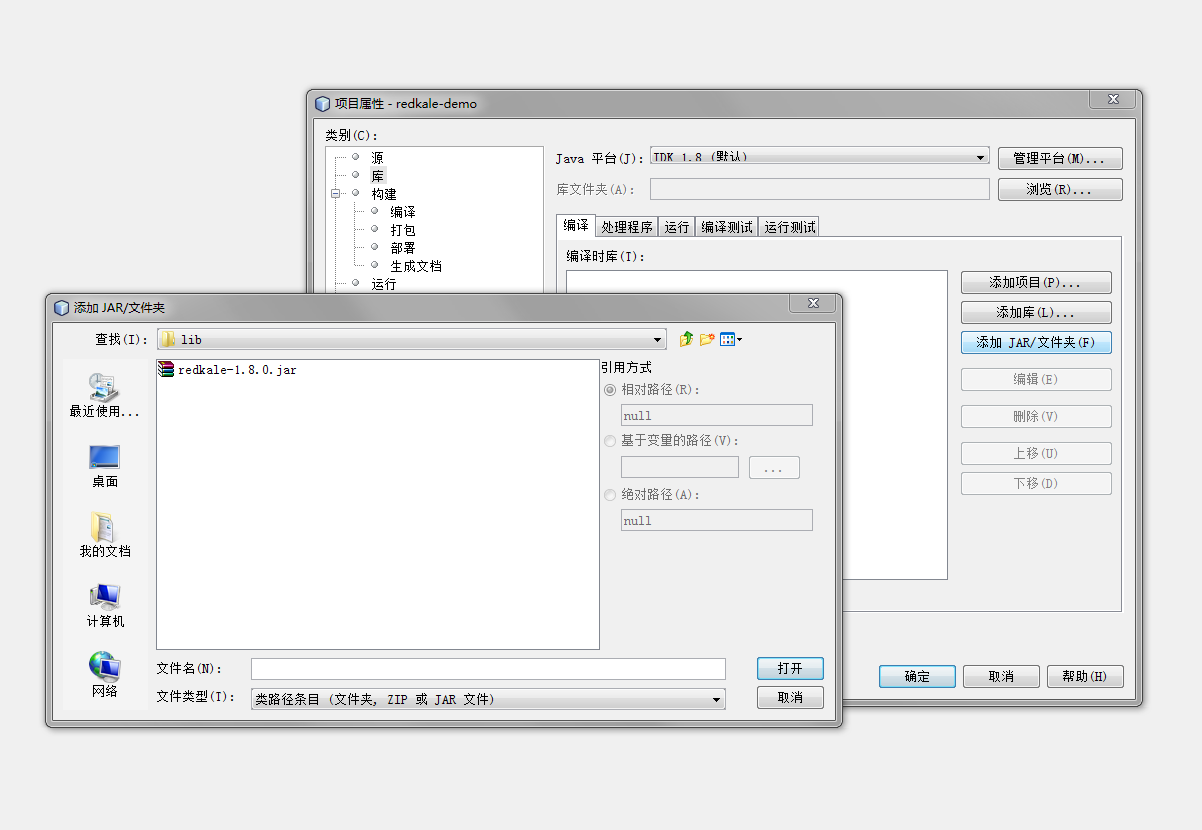 项目属性 - redkale-demo
类别(C):
源
库
构建
编译
打包
部署
生成文档
运行
Java 平台(J):
JDK 1.8 (默认)
管理平台(M)...
库文件夹(A):
浏览(R)...
编译 处理程序 运行 编译测试 运行测试
编译时库(I):
添加项目(P)...
添加库(L)...
添加 JAR/文件夹(F)
编辑(E)
删除(V)
上移(U)
下移(D)
确定
取消
帮助(H)
添加 JAR/文件夹
查找(I):
lib
最近使用...
桌面
我的文档
计算机
网络
redkale-1.8.0.jar
引用方式
相对路径(R):
null
基于变量的路径(V):
...
绝对路径(A):
null
文件名(N):
打开
文件类型(T):
类路径条目 (文件夹, ZIP 或 JAR 文件)
取消